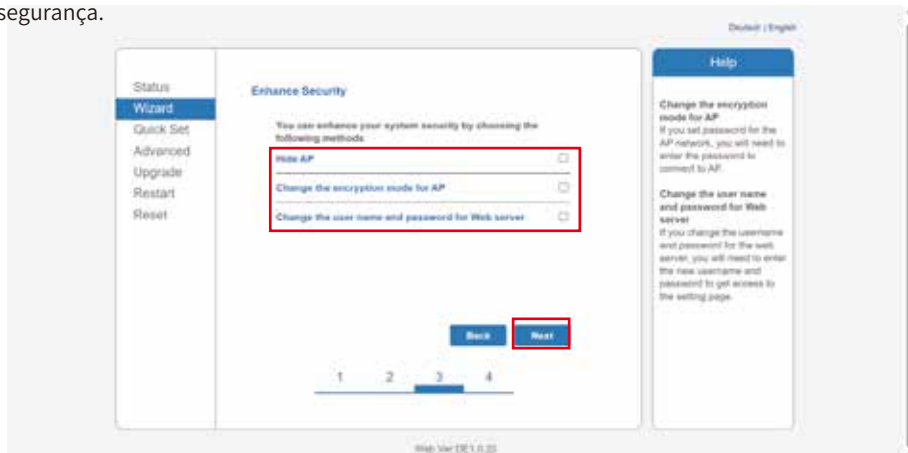 segurança.
Deutsch | English
Help
Status
Wizard
Quick Set
Advanced
Upgrade
Restart
Reset
Enhance Security
You can enhance your system security by choosing the
following methods
Hide AP
Change the encryption mode for AP
Change the user name and password for Web server
Back
Next
1 2 3 4
Change the encryption
mode for AP
If you set password for the
AP network, you will need to
enter the password to
connect to AP.
Change the user name
and password for Web
server
If you change the username
and password for the web
server, you will need to enter
the new username and
password to get access to
the setting page.
Web Ver:DE1.0.22